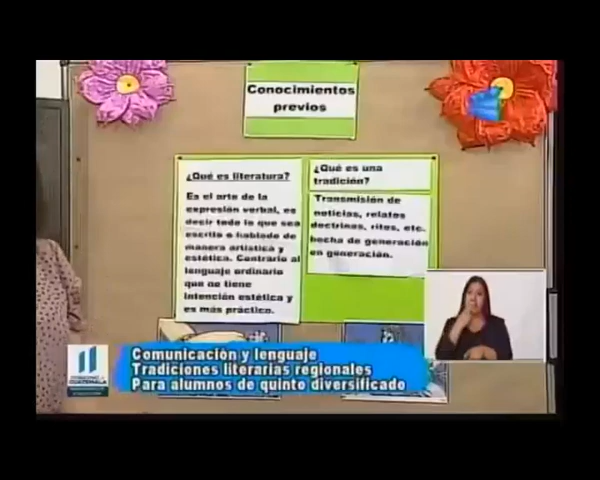 Conocimientos
previos
¿Qué es literatura?
Es el arte de la
expresión verbal, es
decir todo lo que sea
escrito o hablado de
manera artística y
estética. Contrario al
lenguaje ordinario
que no tiene
intención estética y
es más práctico.
¿Qué es una
tradición?
Transmisión de
noticias, relatos
doctrinas, ritos, etc.
hecha de generación
en generación.
GUATEMALA
Comunicación y lenguaje
Tradiciones literarias regionales
Para alumnos de quinto diversificado